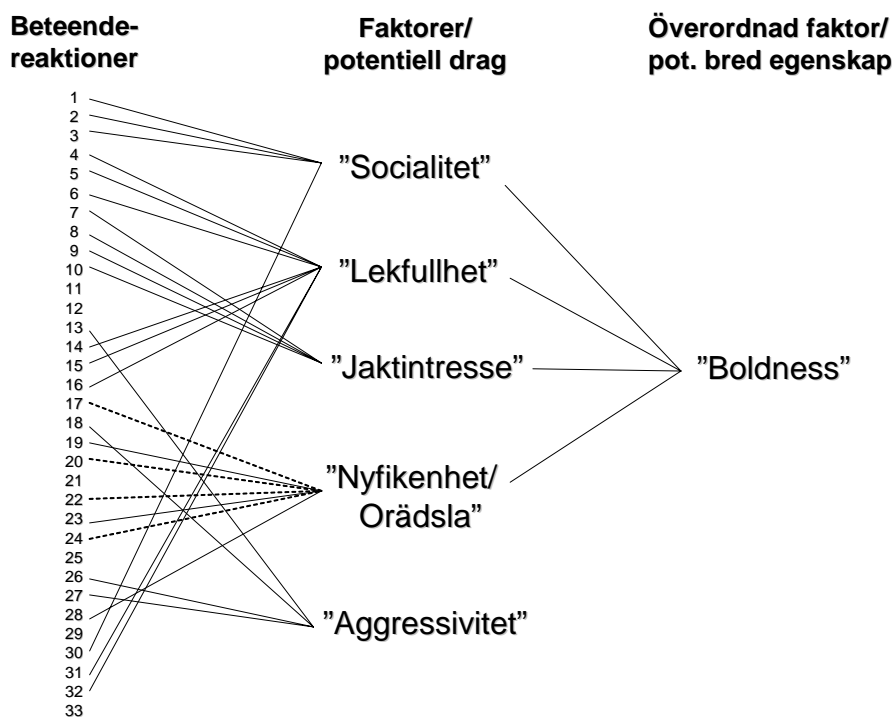 Beteende-
reaktioner
Faktorer/
potentiell drag
Överordnad faktor/
pot. bred egenskap
1
2
3
4
5
6
7
8
9
10
11
12
13
14
15
16
17
18
19
20
21
22
23
24
25
26
27
28
29
30
31
32
33
”Socialitet”
”Lekfullhet”
”Jaktintresse”
”Nyfikenhet/
Orädsla”
”Aggressivitet”
”Boldness”